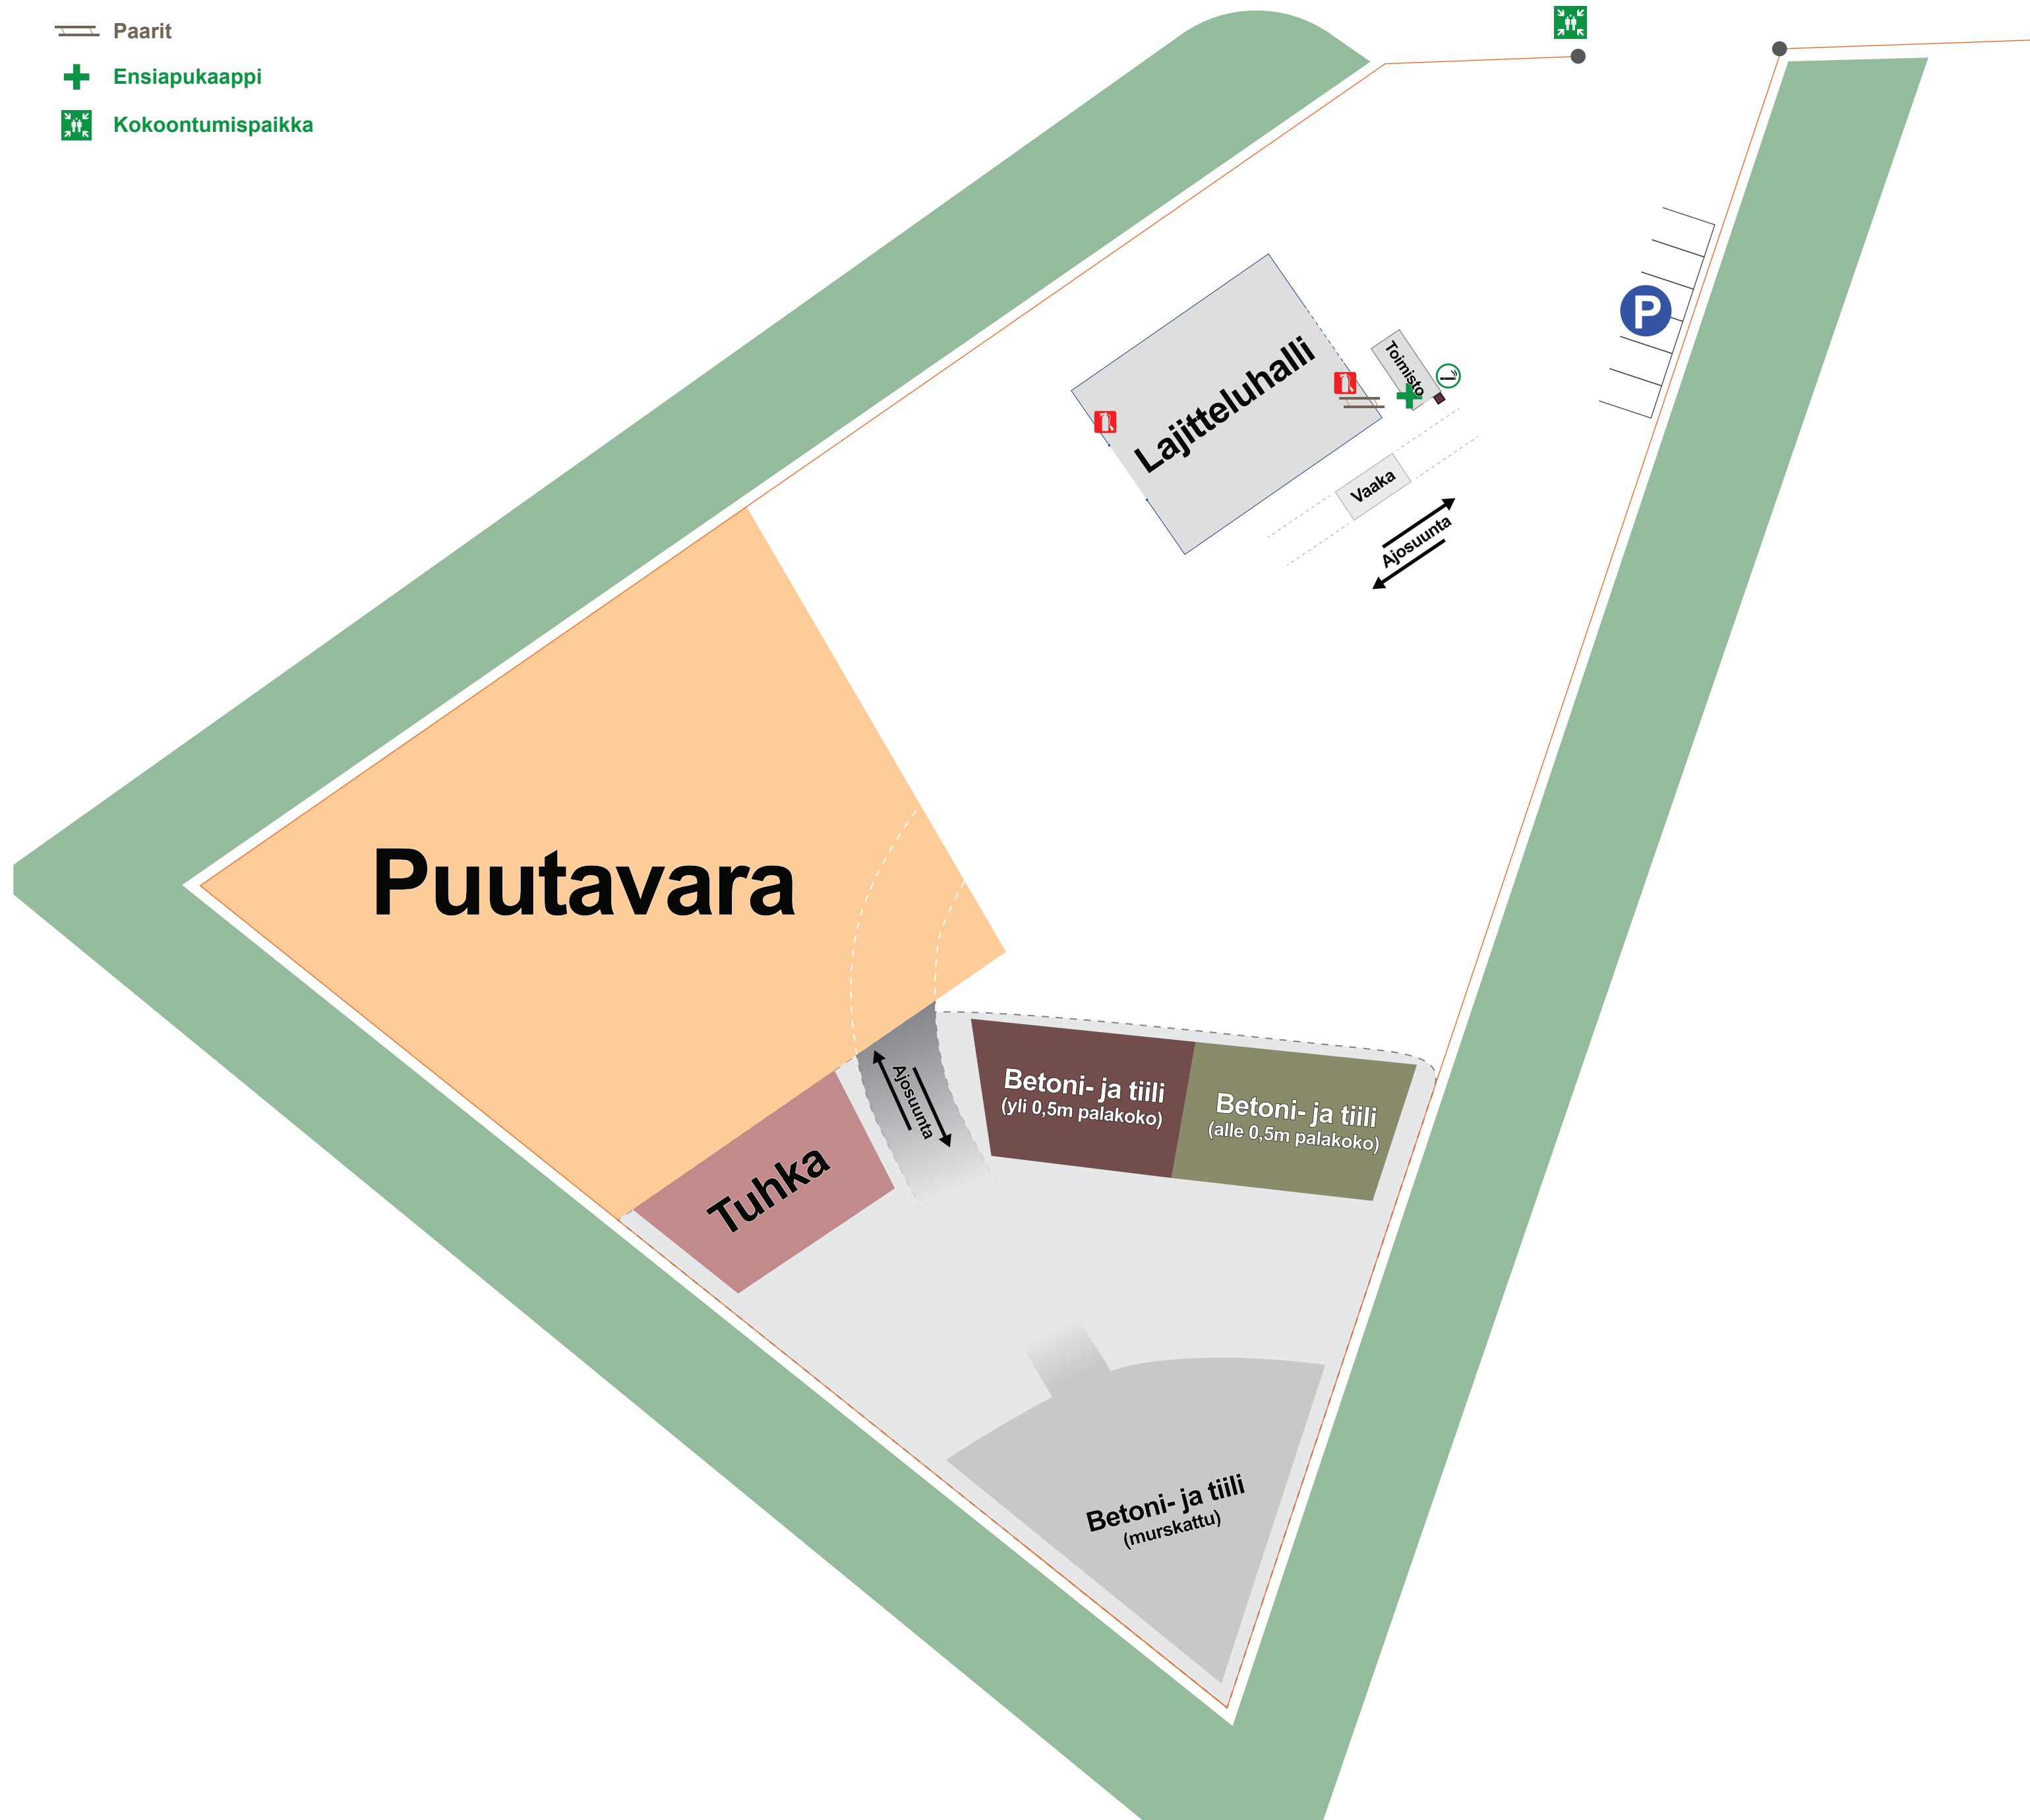 Paarit
Ensiapukaappi
Kokoontumispaikka
P
Toimisto
Lajitteluhalli
Vaaka
Ajosuunta
Puutavara
Ajosuunta
Betoni- ja tiili
(yli 0,5m palakoko)
Betoni- ja tiili
(alle 0,5m palakoko)
Tuhka
Betoni- ja tiili
(murskattu)